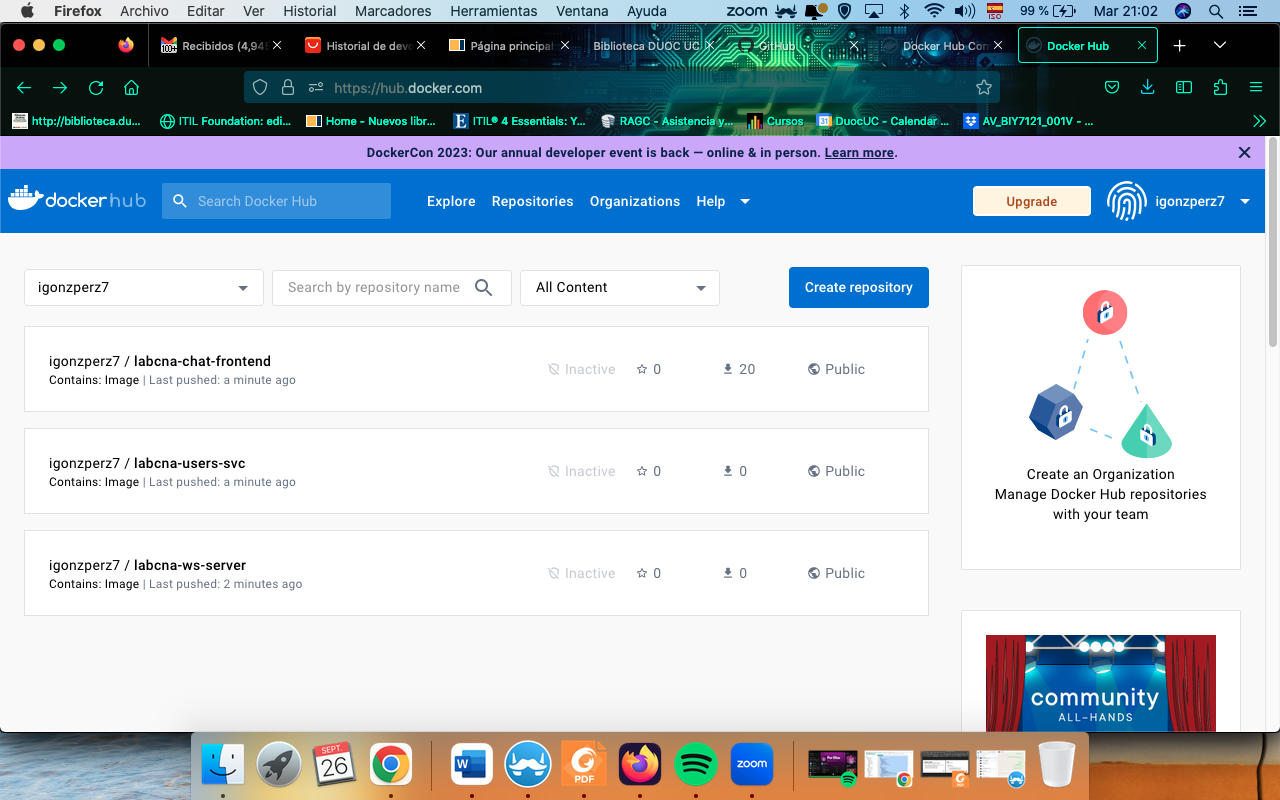 Firefox Archivo Editar Ver Historial Marcadores Herramientas Ventana Ayuda zoom ISO 99 % Mar 21:02
100+ Recibidos (4,945 Historial de devo Página principal Biblioteca DUOC UC GitHub Docker Hub Con Docker Hub
https://hub.docker.com
http://biblioteca.du... ITIL Foundation: edi... Home - Nuevos libr... ITIL® 4 Essentials: Y... RAGC - Asistencia y... Cursos 31 DuocUC - Calendar ... AV_BIY7121_001V - ...
DockerCon 2023: Our annual developer event is back — online & in person. Learn more.
dockerhub Search Docker Hub Explore Repositories Organizations Help Upgrade igonzperz7
igonzperz7 Search by repository name All Content Create repository
igonzperz7 / labcna-chat-frontend Inactive 0 20 Public
Contains: Image | Last pushed: a minute ago
igonzperz7 / labcna-users-svc Inactive 0 0 Public
Contains: Image | Last pushed: a minute ago
igonzperz7 / labcna-ws-server Inactive 0 0 Public
Contains: Image | Last pushed: 2 minutes ago
Create an Organization
Manage Docker Hub repositories
with your team
community
ALL-HANDS
SEPT.
26
W
PDF
zoom